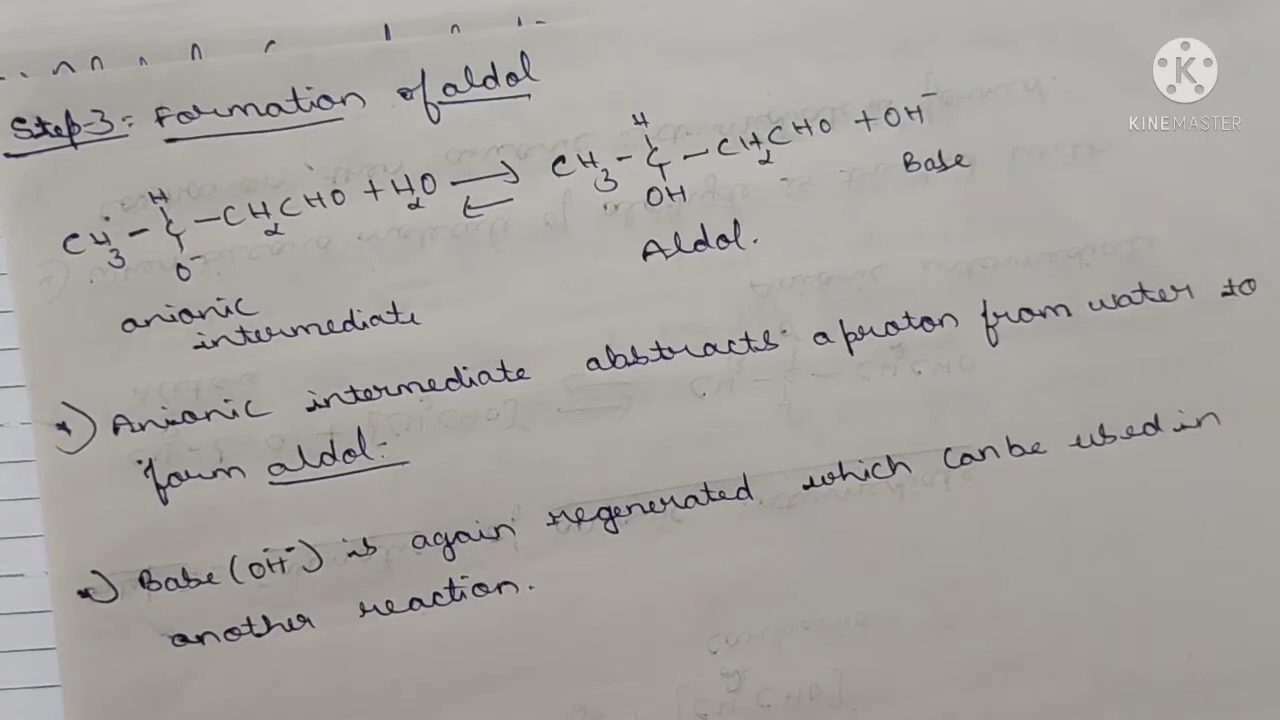 Step-3: Formation of aldol
H H
CH3 - C - CH2CHO + H2O ⇌ CH3 - C - CH2CHO + OH-
O- OH Base
anionic Aldol.
intermediate
*) Anionic intermediate abstracts a proton from water to
form aldol.
*) Base (OH-) is again regenerated which can be used in
another reaction.
KINEMASTER